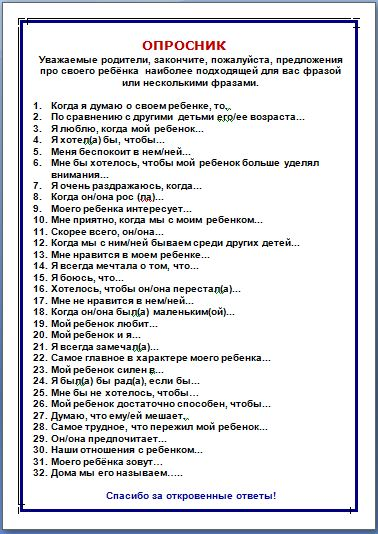 ОПРОСНИК
Уважаемые родители, закончите, пожалуйста, предложения
про своего ребёнка наиболее подходящей для вас фразой
или несколькими фразами.
1. Когда я думаю о своем ребенке, то..
2. По сравнению с другими детьми его/ее возраста…
3. Я люблю, когда мой ребенок…
4. Я хотел(а) бы, чтобы…
5. Меня беспокоит в нем/ней…
6. Мне бы хотелось, чтобы мой ребенок больше уделял
внимания…
7. Я очень раздражаюсь, когда…
8. Когда он/она рос (ла)…
9. Моего ребенка интересует…
10. Мне приятно, когда мы с моим ребенком…
11. Скорее всего, он/она…
12. Когда мы с ним/ней бываем среди других детей…
13. Мне нравится в моем ребенке…
14. Я всегда мечтала о том, что…
15. Я боюсь, что…
16. Хотелось, чтобы он/она перестал(а)…
17. Мне не нравится в нем/ней…
18. Когда он/она был(а) маленьким(ой)…
19. Мой ребенок любит…
20. Мой ребенок и я…
21. Я всегда замечал(а)…
22. Самое главное в характере моего ребенка…
23. Мой ребенок силен в…
24. Я был(а) бы рад(а), если бы…
25. Мне бы не хотелось, чтобы…
26. Мой ребенок достаточно способен, чтобы…
27. Думаю, что ему/ей мешает..
28. Самое трудное, что пережил мой ребенок…
29. Он/она предпочитает…
30. Наши отношения с ребенком…
31. Моего ребёнка зовут…
32. Дома мы его называем…..
Спасибо за откровенные ответы!